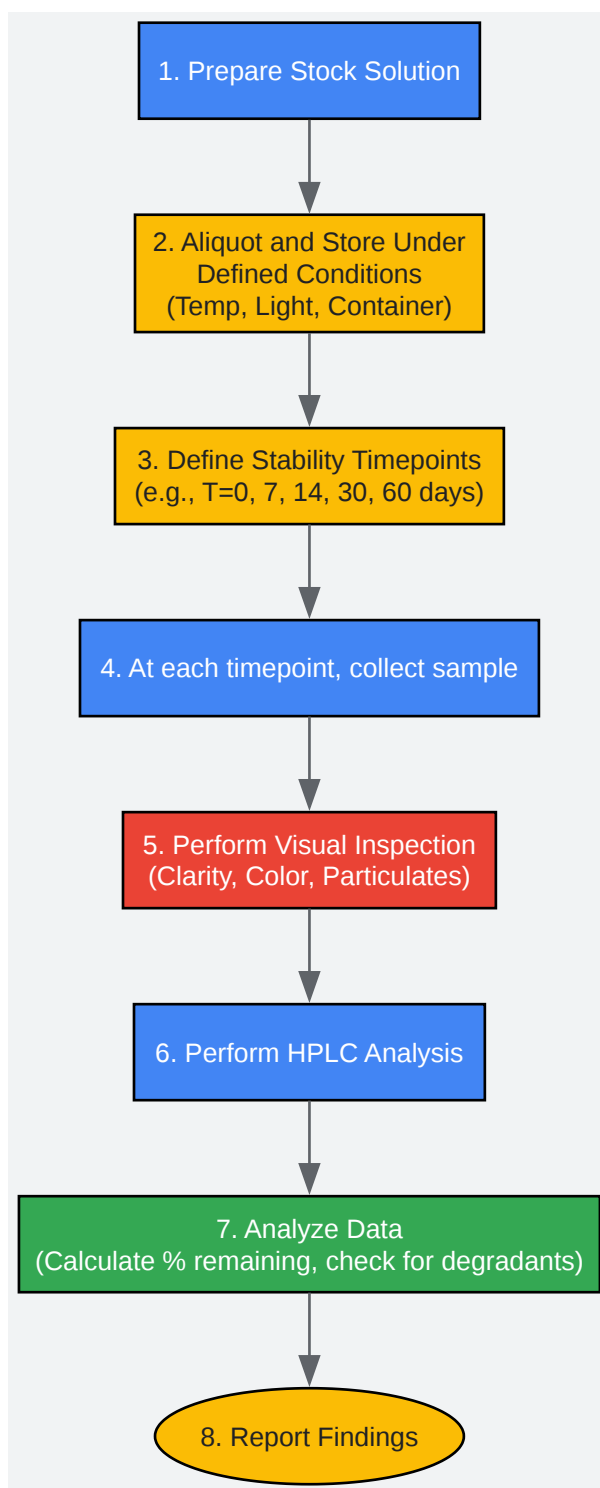 1. Prepare Stock Solution
2. Aliquot and Store Under
Defined Conditions
(Temp, Light, Container)
3. Define Stability Timepoints
(e.g., T=0, 7, 14, 30, 60 days)
4. At each timepoint, collect sample
5. Perform Visual Inspection
(Clarity, Color, Particulates)
6. Perform HPLC Analysis
7. Analyze Data
(Calculate % remaining, check for degradants)
8. Report Findings